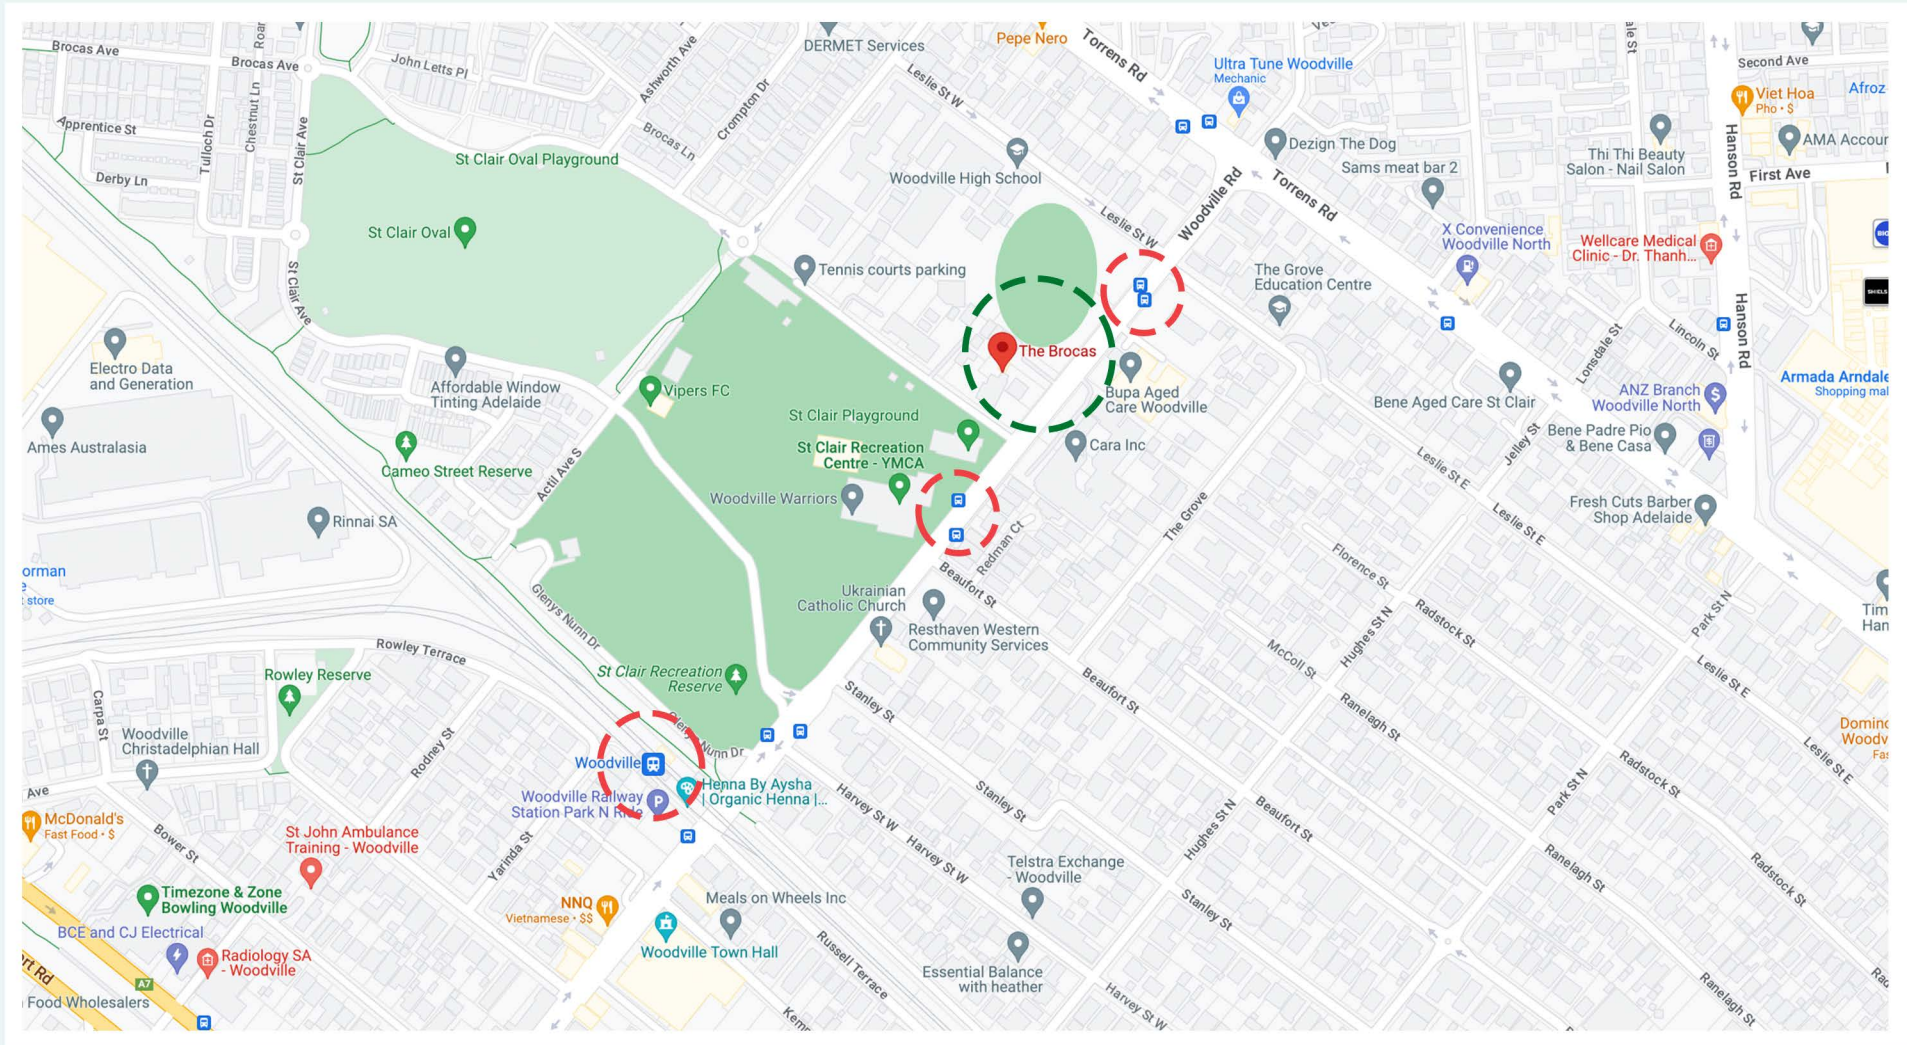 Brocas Ave
Brocas Ave
John Letts Pl
Ashworth Ave
DERMET Services
Pepe Nero
Torrens Rd
Ultra Tune Woodville
Mechanic
Second Ave
Viet Hoa
Pho • $
Afroz
Leslie St W
Crompton Dr
Chestnut Ln
Apprentice St
Tulloch Dr
St Clair Ave
Brocas Ln
St Clair Oval Playground
Woodville High School
Dezign The Dog
Sams meat bar 2
Thi Thi Beauty
Salon - Nail Salon
Hanson Rd
AMA Accour
First Ave
Derby Ln
Woodville Rd
Torrens Rd
Leslie St W
St Clair Oval
X Convenience
Woodville North
Wellcare Medical
Clinic - Dr. Thanh...
Tennis courts parking
The Grove
Education Centre
St Clair Ave
Hanson Rd
Lincoln St
Lonsdale St
The Brocas
Electro Data
and Generation
Affordable Window
Tinting Adelaide
Vipers FC
Bupa Aged
Care Woodville
Bene Aged Care St Clair
ANZ Branch
Woodville North
Armada Arndale
Shopping mal
St Clair Playground
St Clair Recreation
Centre - YMCA
Cara Inc
Bene Padre Pio
& Bene Casa
Jelley St
Ames Australasia
Cameo Street Reserve
Actil Ave S
Woodville Warriors
Leslie St E
Leslie St E
Fresh Cuts Barber
Shop Adelaide
Rinnai SA
The Grove
Redman Ct
Beaufort St
Florence St
orman
store
Glenys Nunn Dr
Ukrainian
Catholic Church
Resthaven Western
Community Services
Radstock St
Hughes St N
Park St N
Tim
Han
Rowley Terrace
Rowley Reserve
St Clair Recreation
Reserve
McColl St
Leslie St E
Carpa St
Beaufort St
Stanley St
Ranelagh St
Woodville
Christadelphian Hall
Rodney St
Glenys Nunn Dr
Domino
Woodv
Fas
Leslie St E
Woodville
Henna By Aysha
| Organic Henna |...
Woodville Railway
Station Park N Ride
Radstock St
Park St N
Ave
McDonald's
Fast Food • $
Bower St
St John Ambulance
Training - Woodville
Yarinda St
Harvey St W
Harvey St W
Stanley St
Hughes St N
Beaufort St
Ranelagh St
Radstock St
Timezone & Zone
Bowling Woodville
NNQ
Vietnamese • $$
Meals on Wheels Inc
Telstra Exchange
- Woodville
Stanley St
BCE and CJ Electrical
Radiology SA
- Woodville
Woodville Town Hall
Russell Terrace
Essential Balance
with heather
Harvey St W
Ranelagh St
ort Rd
A7
Food Wholesalers